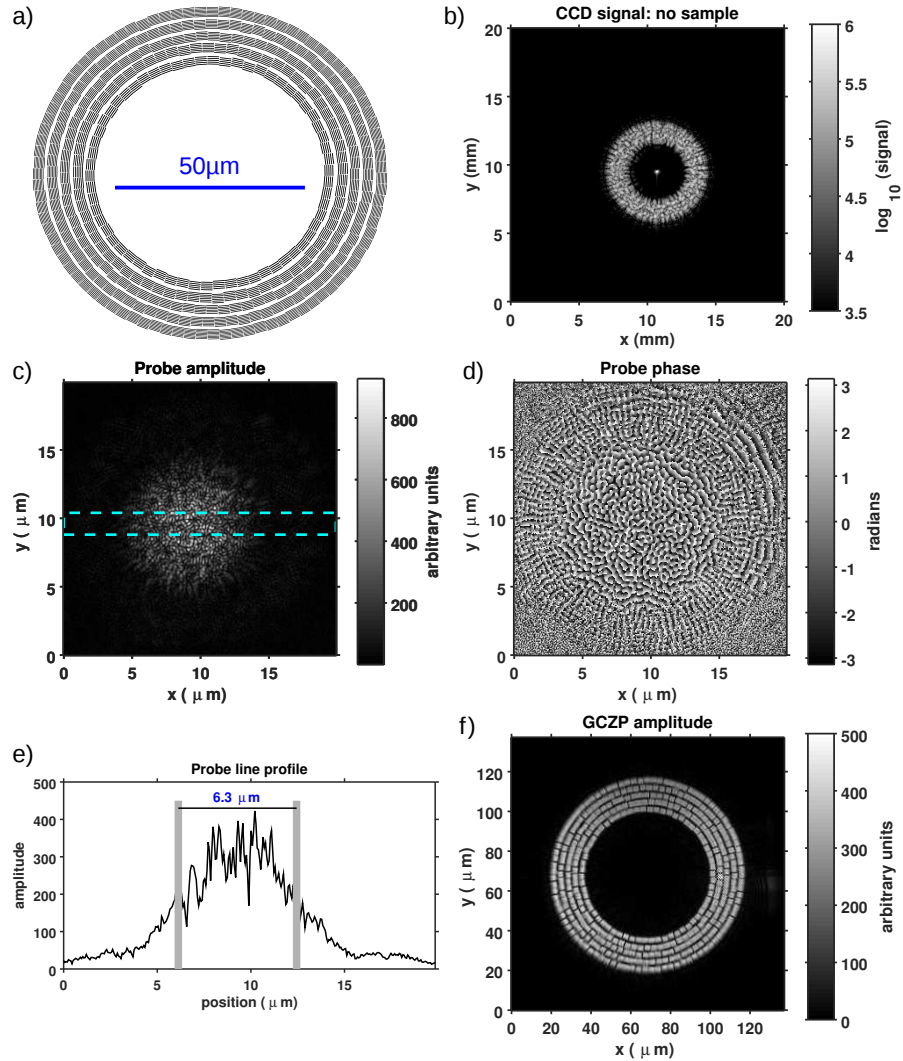 a)
50μm
b)
CCD signal: no sample
20
15
10
5
0
y (mm)
0
5
10
15
20
x (mm)
6
5.5
5
4.5
4
3.5
log 10 (signal)
c)
Probe amplitude
15
10
5
0
y ( μ m)
0
5
10
15
x ( μ m)
800
600
400
200
arbitrary units
d)
Probe phase
15
10
5
0
y ( μ m)
0
5
10
15
x ( μ m)
3
2
1
0
-1
-2
-3
radians
e)
Probe line profile
500
400
300
200
100
0
amplitude
6.3 μm
0
5
10
15
position ( μ m)
f)
GCZP amplitude
120
100
80
60
40
20
0
y ( μ m)
0
20
40
60
80
100
120
x ( μ m)
500
400
300
200
100
0
arbitrary units